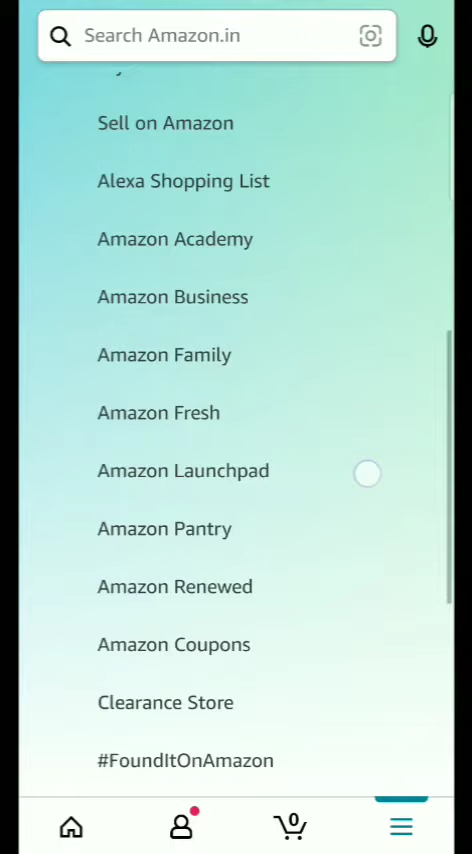 Search Amazon.in
Sell on Amazon
Alexa Shopping List
Amazon Academy
Amazon Business
Amazon Family
Amazon Fresh
Amazon Launchpad
Amazon Pantry
Amazon Renewed
Amazon Coupons
Clearance Store
#FoundItOnAmazon
0